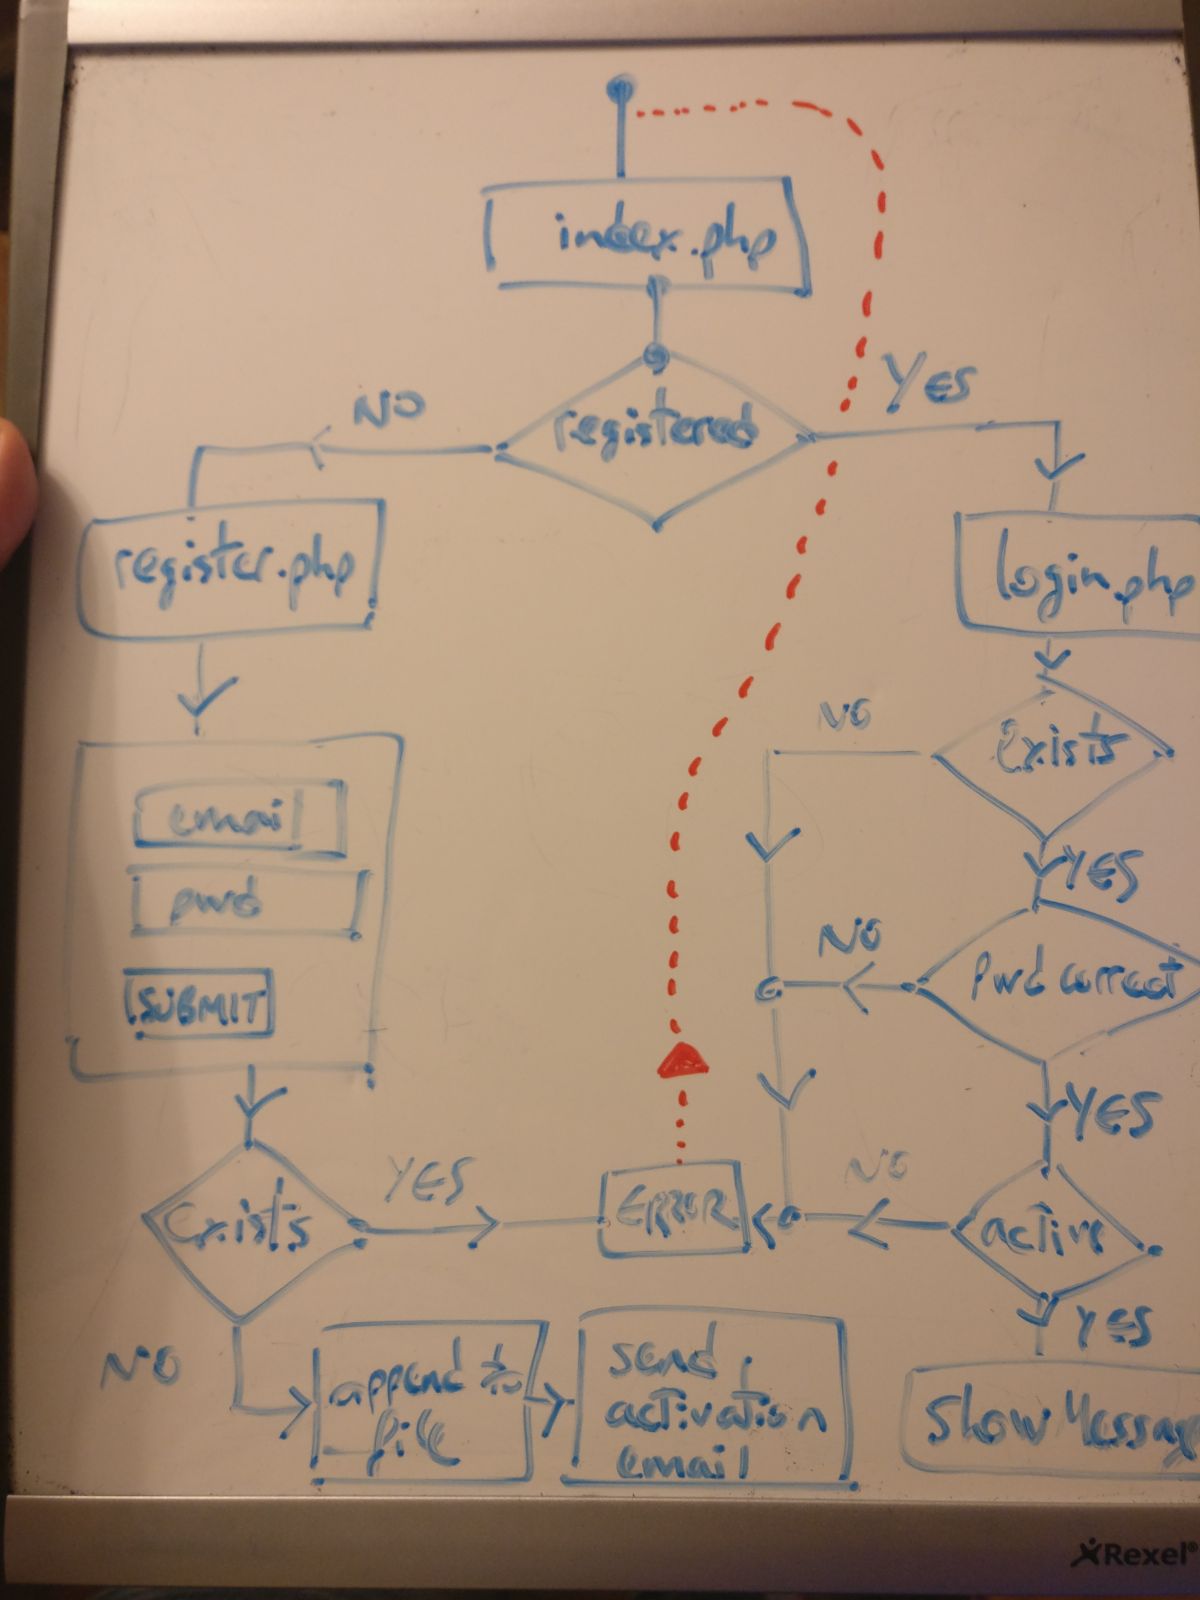 index.php
registered
NO
YES
register.php
login.php
email
pwd
SUBMIT
Exists
YES
NO
append to
file
send
activation
email
ERROR
Exists
NO
YES
Pwd correct
NO
YES
active
NO
YES
Show Message
Rexel®